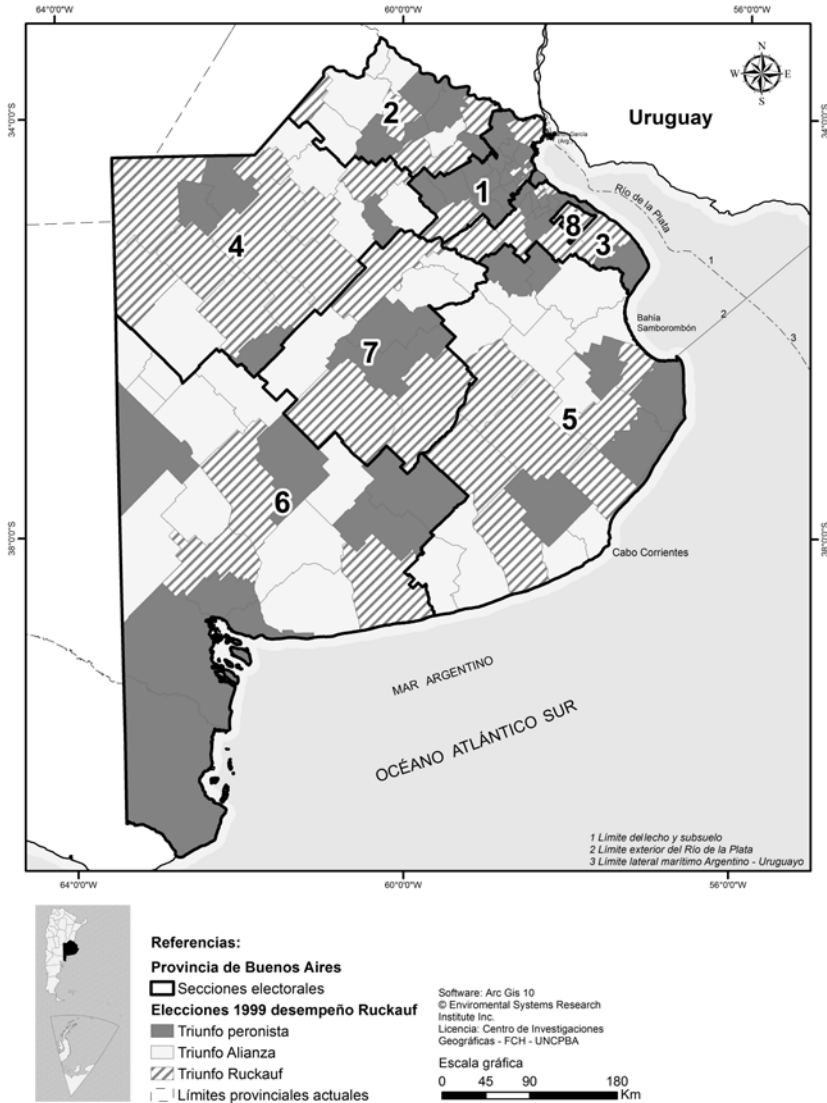 64°0'0"W
60°0'0"W
56°0'0"W
N
W
E
S
34°0'0"S
34°0'0"S
Uruguay
García
(Arg.)
2
1
Río de la Plata
8
3
4
1
2
Bahía
Samborombón
3
7
5
6
38°0'0"S
38°0'0"S
Cabo Corrientes
MAR ARGENTINO
OCÉANO ATLÁNTICO SUR
1 Límite del lecho y subsuelo
2 Límite exterior del Río de la Plata
3 Límite lateral marítimo Argentino - Uruguayo
64°0'0"W
60°0'0"W
56°0'0"W
Referencias:
Provincia de Buenos Aires
Secciones electorales
Elecciones 1999 desempeño Ruckauf
Triunfo peronista
Triunfo Alianza
Triunfo Ruckauf
Límites provinciales actuales
Software: Arc Gis 10
© Enviromental Systems Research
Institute Inc.
Licencia: Centro de Investigaciones
Geográficas - FCH - UNCPBA
Escala gráfica
0 45 90 180
Km